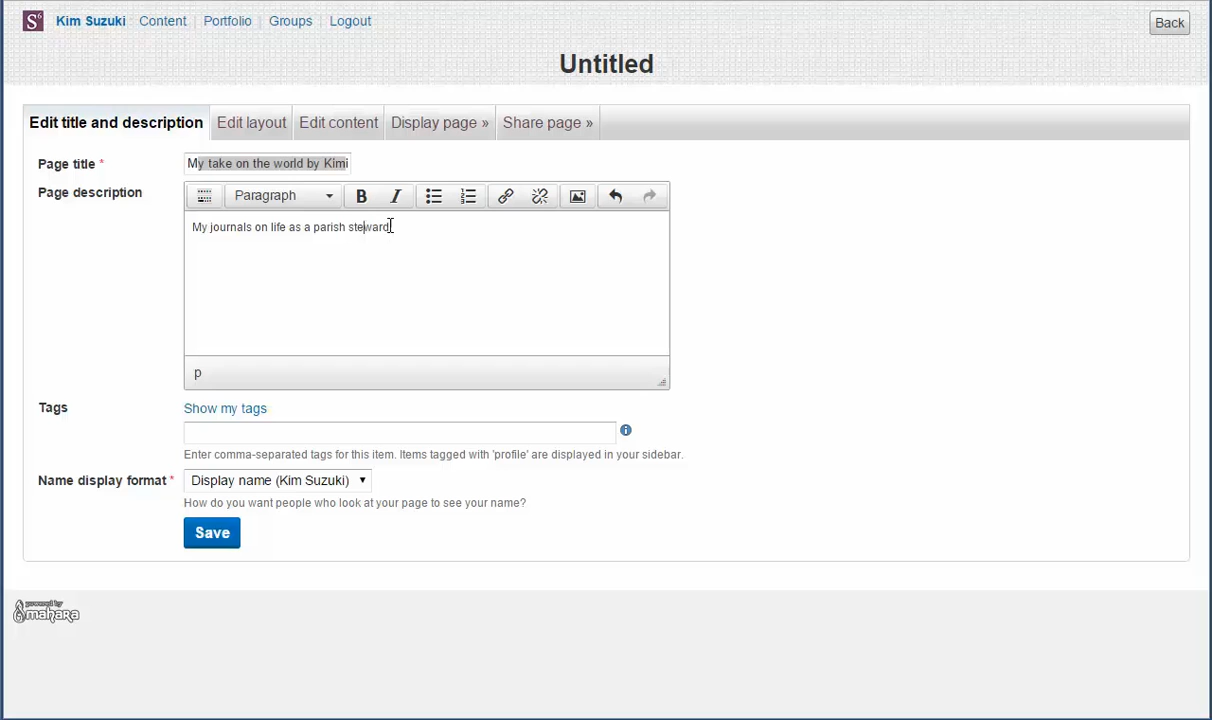 S6 Kim Suzuki Content Portfolio Groups Logout Back
Untitled
Edit title and description Edit layout Edit content Display page » Share page »
Page title * My take on the world by Kimi
Page description Paragraph B I
My journals on life as a parish steward
p
Tags Show my tags
Enter comma-separated tags for this item. Items tagged with 'profile' are displayed in your sidebar.
Name display format * Display name (Kim Suzuki)
How do you want people who look at your page to see your name?
Save
powered by
mahara